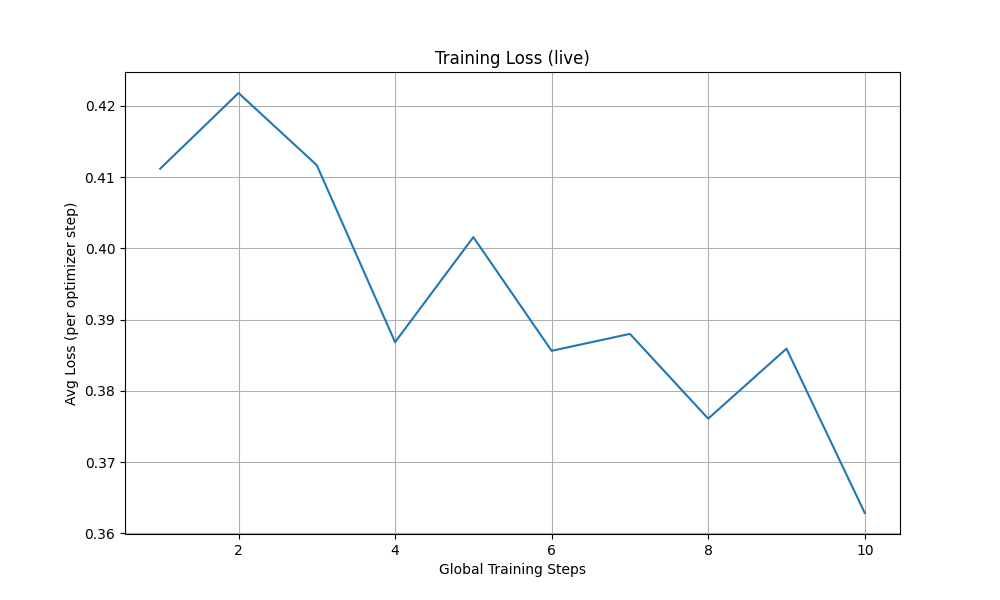 Training Loss (live)
Avg Loss (per optimizer step)
0.42
0.41
0.40
0.39
0.38
0.37
0.36
2 4 6 8 10
Global Training Steps